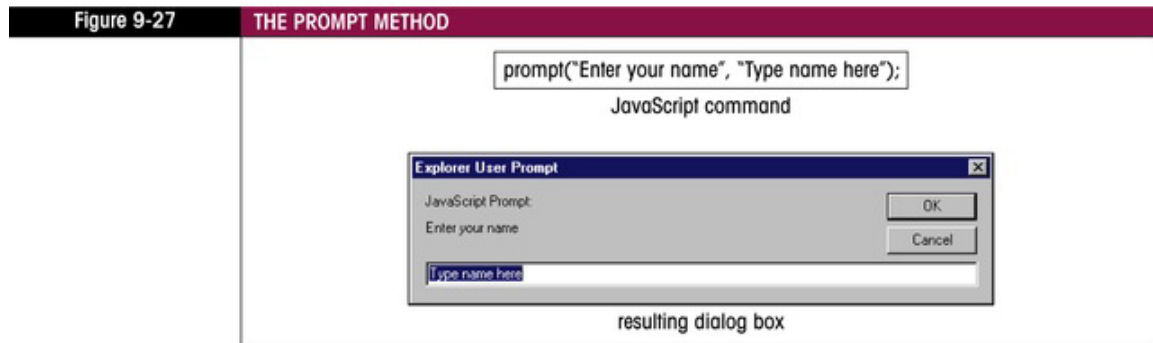 Figure 9-27 THE PROMPT METHOD
prompt("Enter your name", "Type name here");
JavaScript command
Explorer User Prompt
JavaScript Prompt:
OK
Enter your name
Cancel
Type name here
resulting dialog box